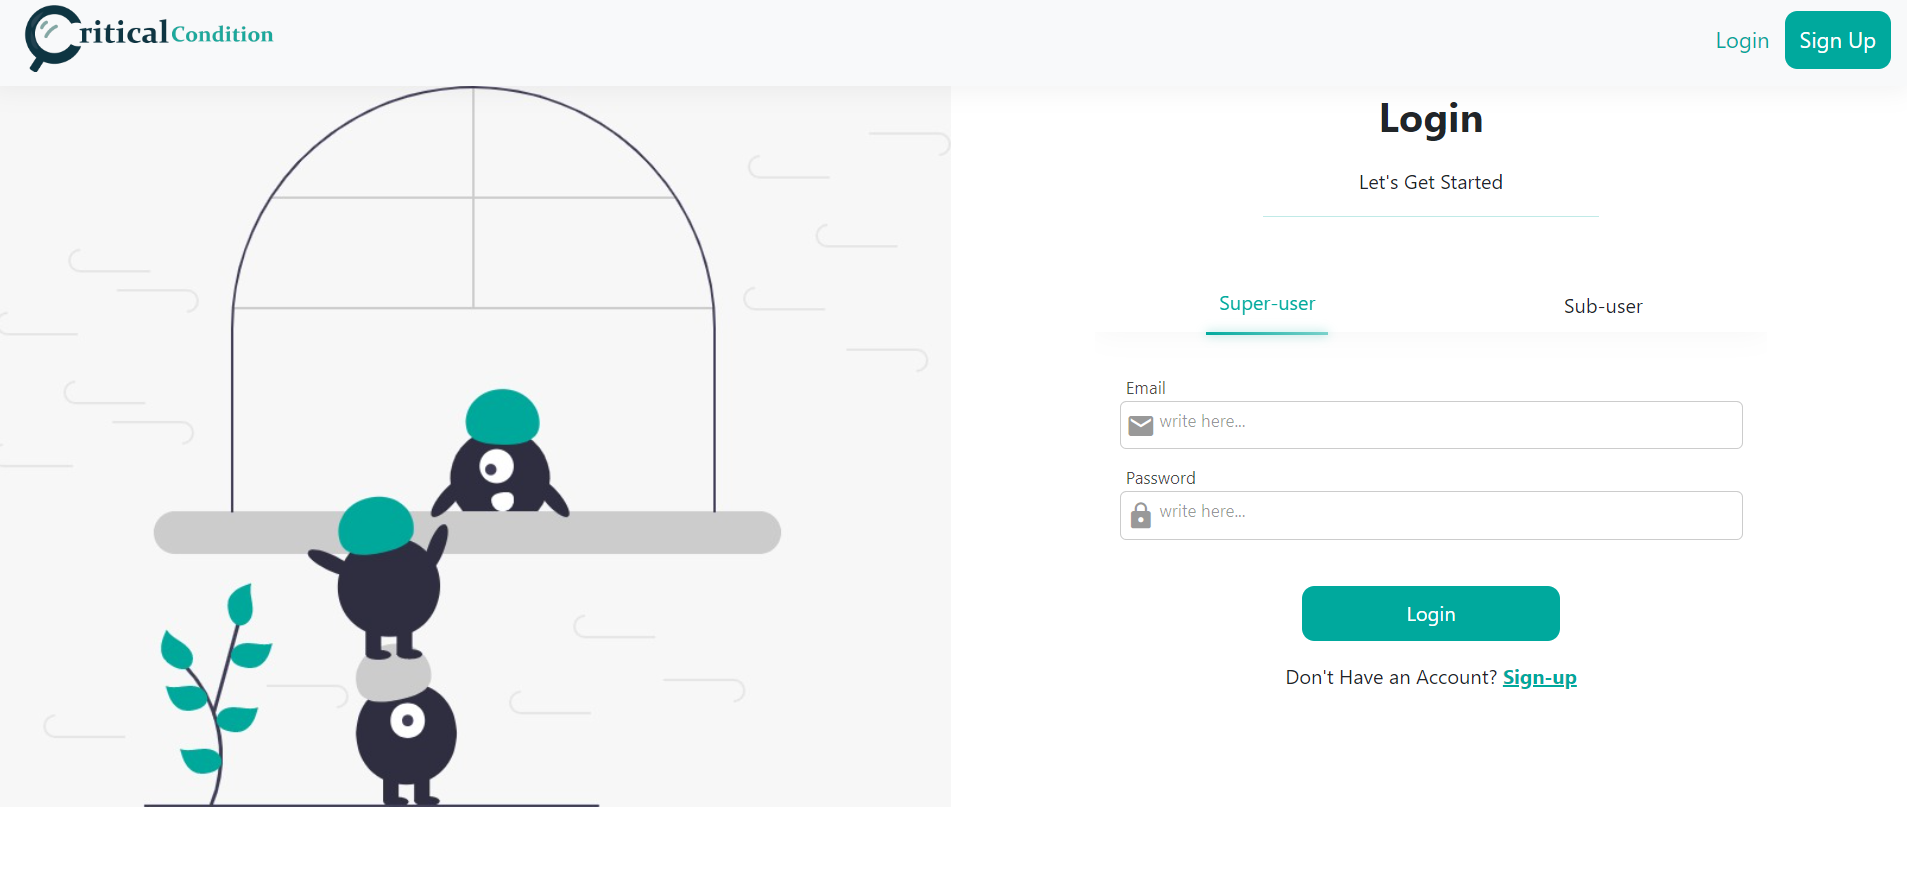 Critical Condition
Login
Sign Up
Login
Let's Get Started
Super-user
Sub-user
Email
write here...
Password
write here...
Login
Don't Have an Account? Sign-up